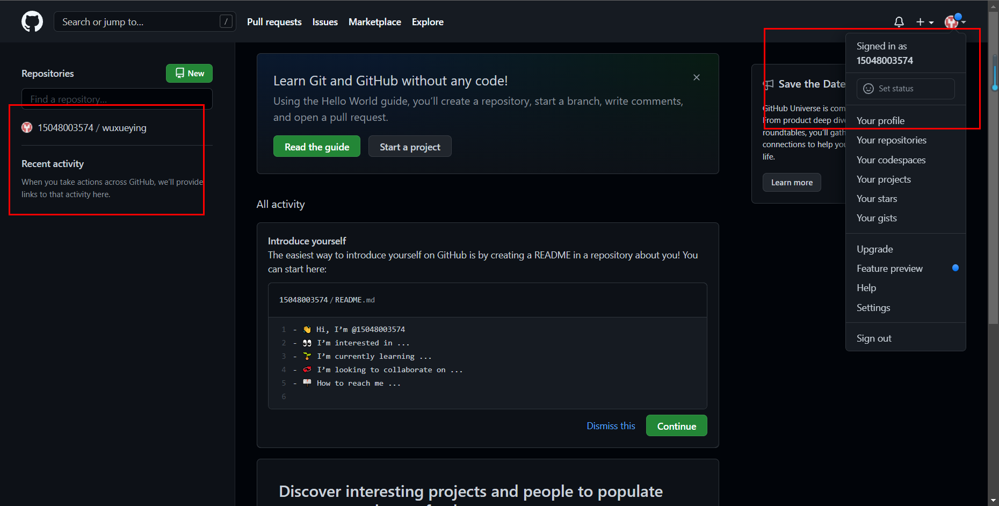 Search or jump to...
/
Pull requests
Issues
Marketplace
Explore
Repositories
New
Find a repository...
15048003574 / wuxueying
Recent activity
When you take actions across GitHub, we’ll provide
links to that activity here.
Learn Git and GitHub without any code!
Using the Hello World guide, you’ll create a repository, start a branch, write comments,
and open a pull request.
Read the guide
Start a project
All activity
Introduce yourself
The easiest way to introduce yourself on GitHub is by creating a README in a repository about you! You
can start here:
15048003574 / README.md
1 - 👋 Hi, I’m @15048003574
2 - 👀 I’m interested in ...
3 - 🌱 I’m currently learning ...
4 - 💞️ I’m looking to collaborate on ...
5 - 📫 How to reach me ...
6
Dismiss this
Continue
Discover interesting projects and people to populate
Save the Date
GitHub Universe is com
From product deep dive
roundtables, you’ll gath
connections to help you
life.
Learn more
Signed in as
15048003574
Set status
Your profile
Your repositories
Your codespaces
Your projects
Your stars
Your gists
Upgrade
Feature preview
Help
Settings
Sign out